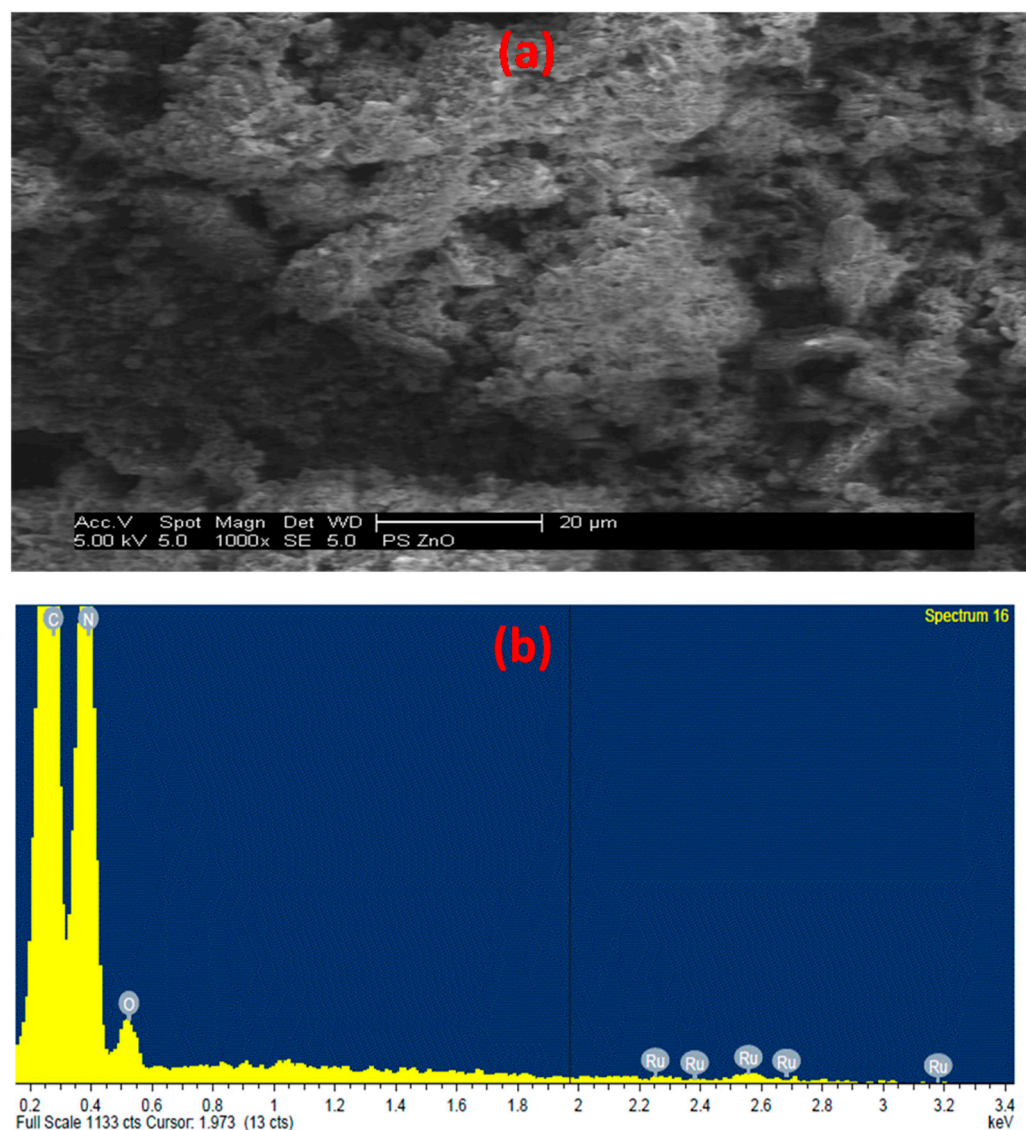 (a)
Acc.V Spot Magn Det WD 20 µm
5.00 kV 5.0 1000x SE 5.0 PS ZnO
C N Spectrum 16
(b)
O
Ru Ru Ru Ru Ru
0.2 0.4 0.6 0.8 1 1.2 1.4 1.6 1.8 2 2.2 2.4 2.6 2.8 3 3.2 3.4
Full Scale 1133 cts Cursor: 1.973 (13 cts) keV